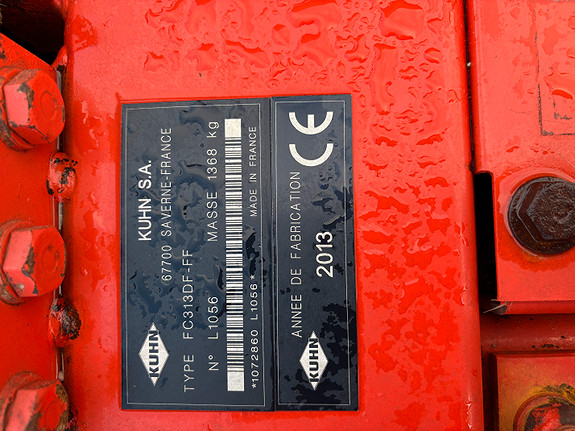 KUHN S.A.
67700 SAVERNE-FRANCE
KUHN
TYPE FC313DF-FF
N° L1056 MASSE 1368 kg
*1072860 L1056*
MADE IN FRANCE
CE
ANNEE DE FABRICATION
2013
KUHN